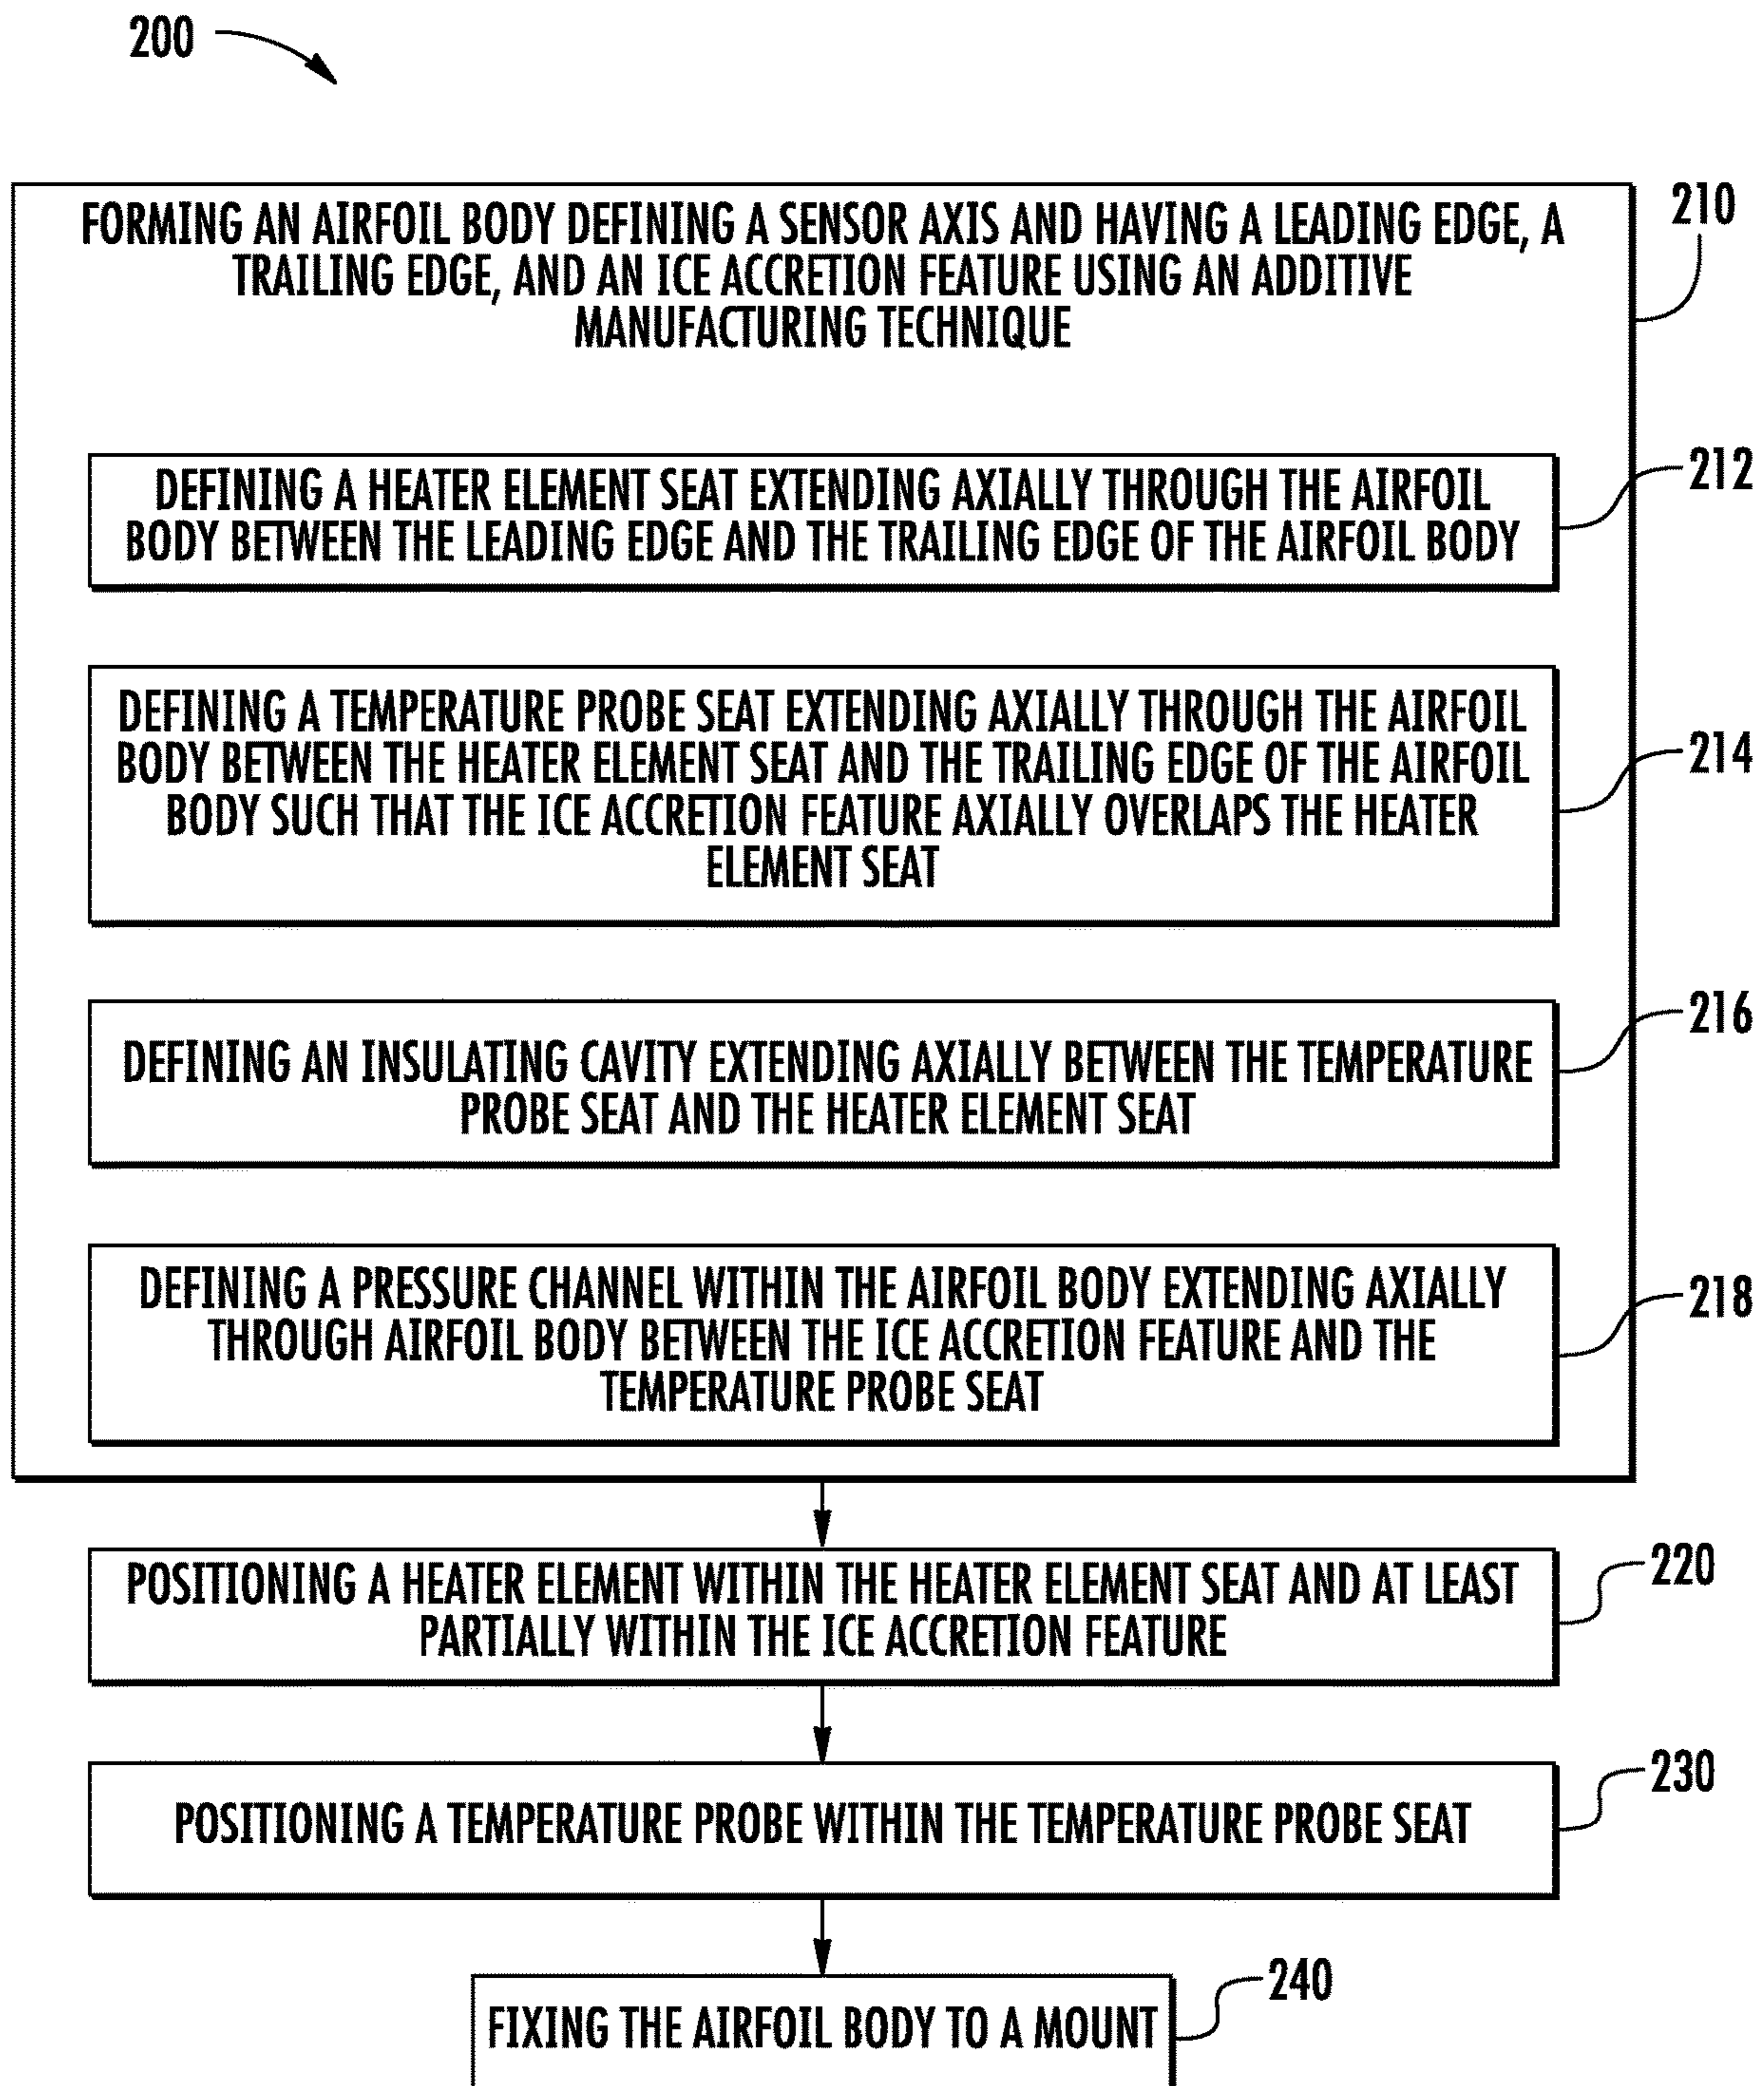 200
FORMING AN AIRFOIL BODY DEFINING A SENSOR AXIS AND HAVING A LEADING EDGE, A
TRAILING EDGE, AND AN ICE ACCRETION FEATURE USING AN ADDITIVE
MANUFACTURING TECHNIQUE
210
DEFINING A HEATER ELEMENT SEAT EXTENDING AXIALLY THROUGH THE AIRFOIL
BODY BETWEEN THE LEADING EDGE AND THE TRAILING EDGE OF THE AIRFOIL BODY
212
DEFINING A TEMPERATURE PROBE SEAT EXTENDING AXIALLY THROUGH THE AIRFOIL
BODY BETWEEN THE HEATER ELEMENT SEAT AND THE TRAILING EDGE OF THE AIRFOIL
BODY SUCH THAT THE ICE ACCRETION FEATURE AXIALLY OVERLAPS THE HEATER
ELEMENT SEAT
214
DEFINING AN INSULATING CAVITY EXTENDING AXIALLY BETWEEN THE TEMPERATURE
PROBE SEAT AND THE HEATER ELEMENT SEAT
216
DEFINING A PRESSURE CHANNEL WITHIN THE AIRFOIL BODY EXTENDING AXIALLY
THROUGH AIRFOIL BODY BETWEEN THE ICE ACCRETION FEATURE AND THE
TEMPERATURE PROBE SEAT
218
POSITIONING A HEATER ELEMENT WITHIN THE HEATER ELEMENT SEAT AND AT LEAST
PARTIALLY WITHIN THE ICE ACCRETION FEATURE
220
POSITIONING A TEMPERATURE PROBE WITHIN THE TEMPERATURE PROBE SEAT
230
FIXING THE AIRFOIL BODY TO A MOUNT
240